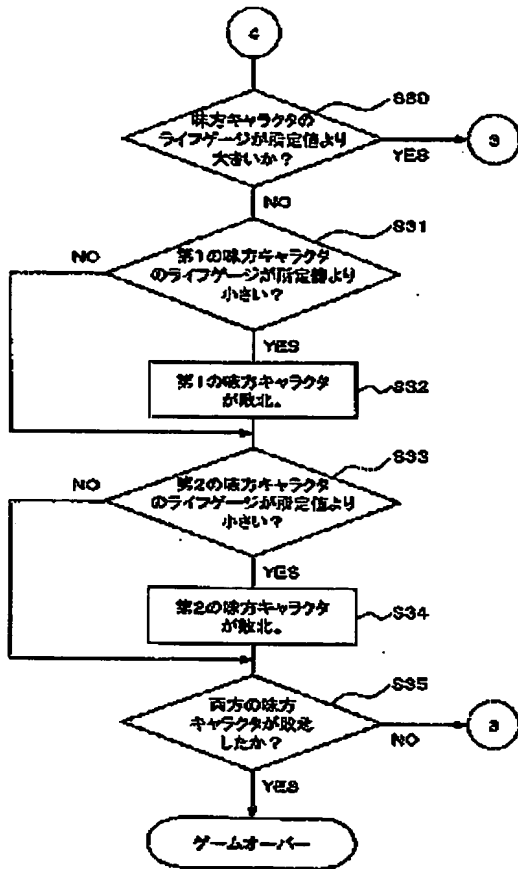 味方キャラクタの
ライフゲージが所定値より
大きいか？
S30
YES
NO
第1の味方キャラクタ
のライフゲージが所定値より
小さい？
S31
NO
YES
第1の味方キャラクタ
が敗北。
S32
第2の味方キャラクタ
のライフゲージが所定値より
小さい？
S33
NO
YES
第2の味方キャラクタ
が敗北。
S34
両方の味方
キャラクタが敗北
したか？
S35
NO
YES
ゲームオーバー